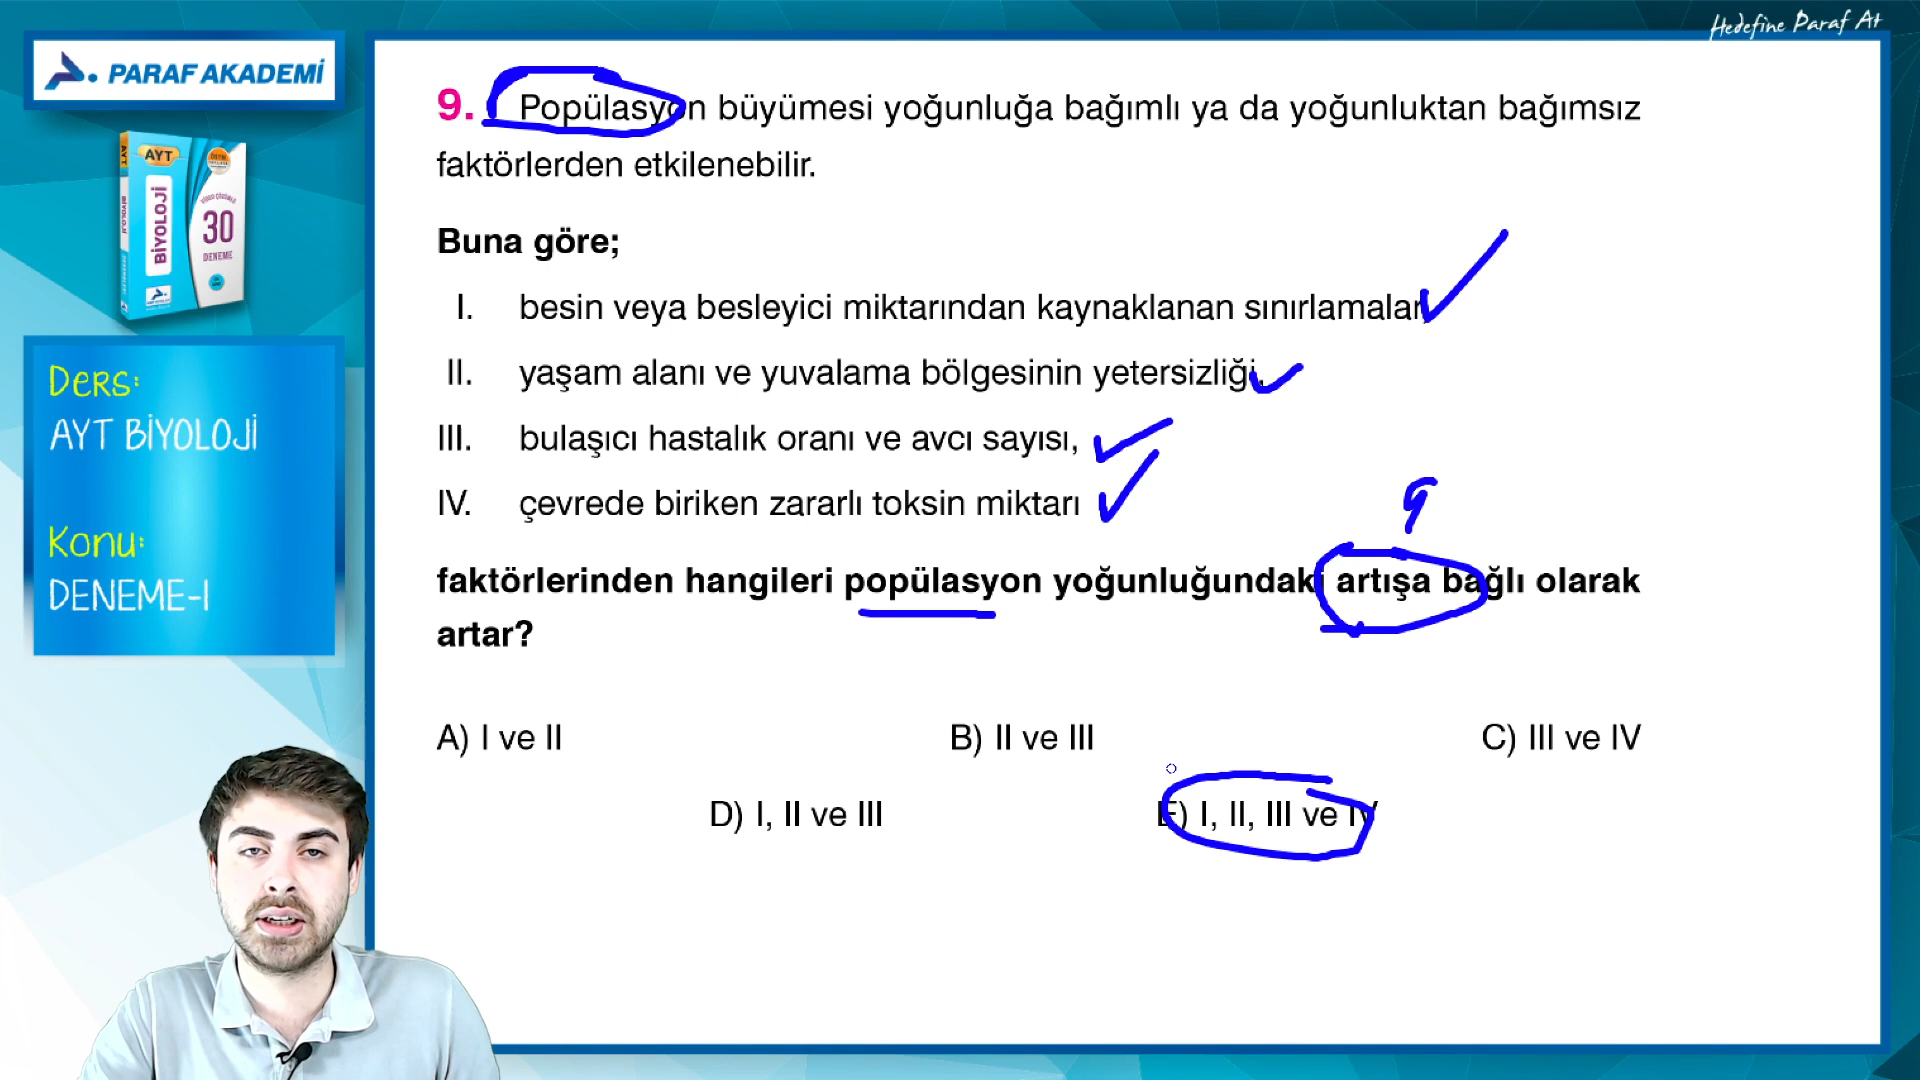 Hedefine Paraf At
PARAF AKADEMİ
AYT
BİYOLOJİ
30
DENEME
Ders:
AYT BİYOLOJİ
Konu:
DENEME-I
9. Popülasyon büyümesi yoğunluğa bağımlı ya da yoğunluktan bağımsız
faktörlerden etkilenebilir.
Buna göre;
I. besin veya besleyici miktarından kaynaklanan sınırlamalar,
II. yaşam alanı ve yuvalama bölgesinin yetersizliği,
III. bulaşıcı hastalık oranı ve avcı sayısı,
IV. çevrede biriken zararlı toksin miktarı
faktörlerinden hangileri popülasyon yoğunluğundaki artışa bağlı olarak
artar?
A) I ve II B) II ve III C) III ve IV
D) I, II ve III E) I, II, III ve IV